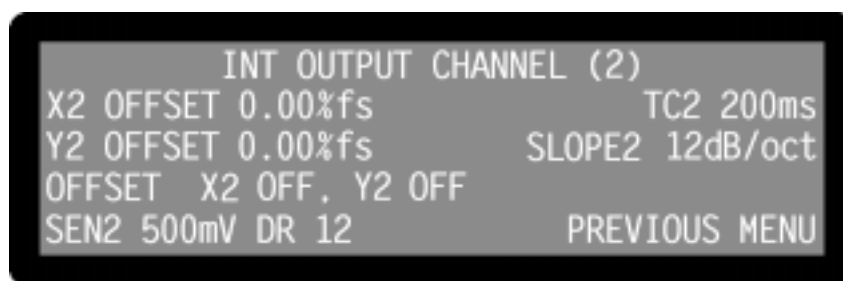 INT OUTPUT CHANNEL (2)
X2 OFFSET 0.00%fs TC2 200ms
Y2 OFFSET 0.00%fs SLOPE2 12dB/oct
OFFSET X2 OFF, Y2 OFF
SEN2 500mV DR 12 PREVIOUS MENU